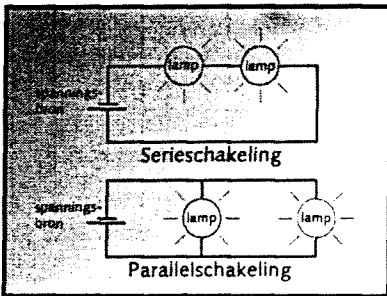 lamp lamp
spannings-
bron
Serieschakeling
spannings-
bron
lamp lamp
Parallelschakeling